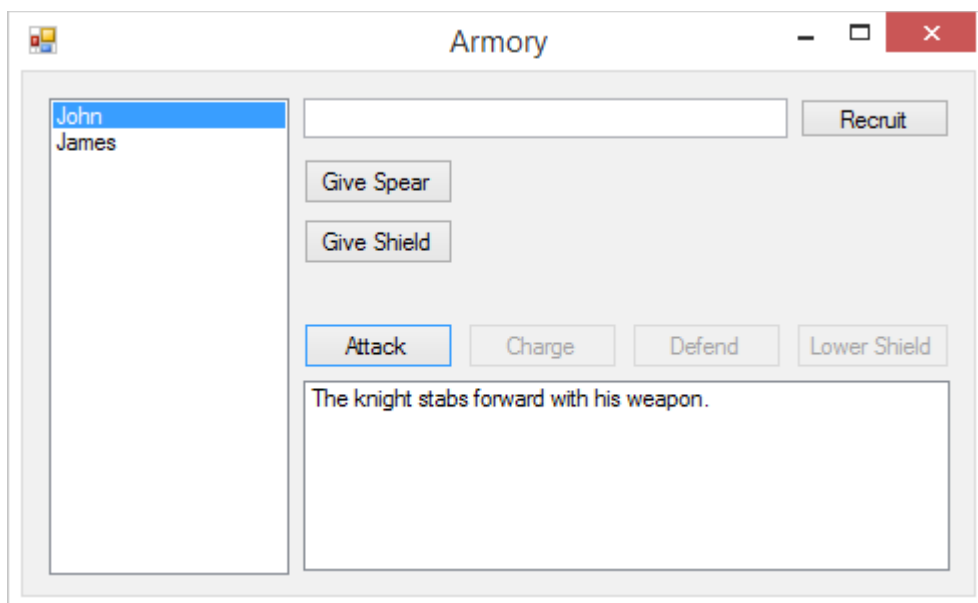 Armory
John
James
Recruit
Give Spear
Give Shield
Attack
Charge
Defend
Lower Shield
The knight stabs forward with his weapon.